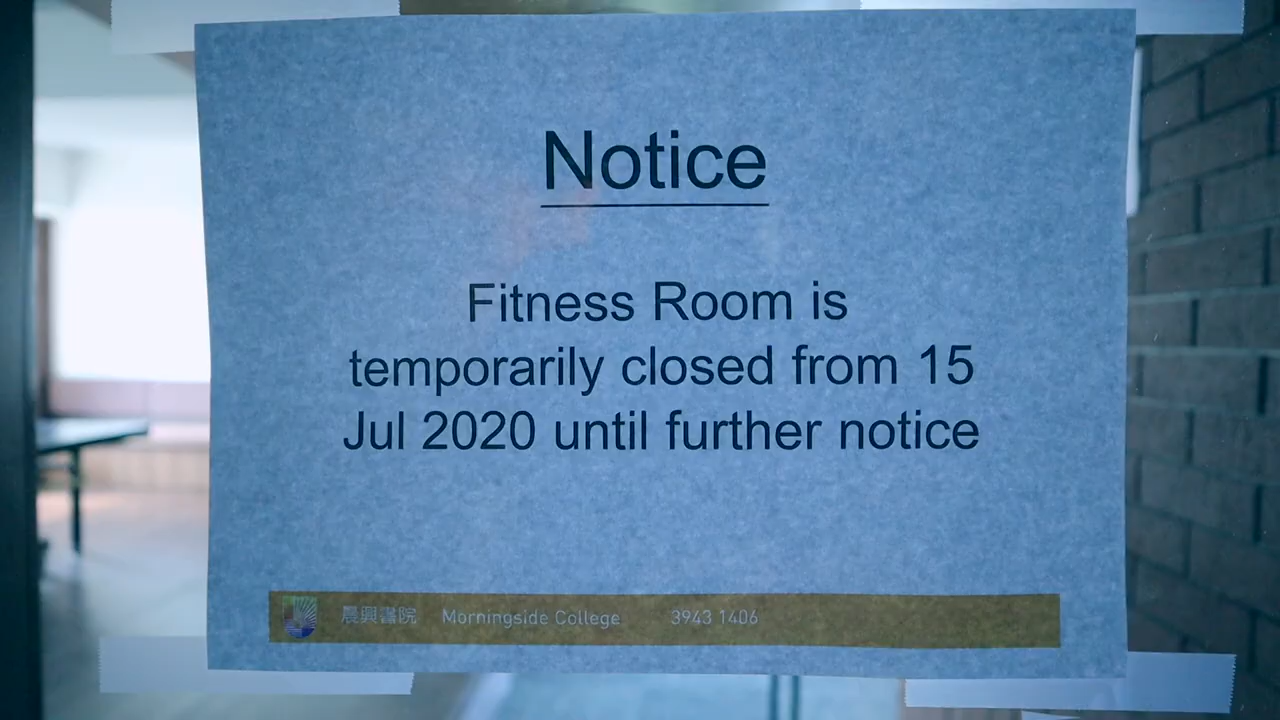 Notice
Fitness Room is
temporarily closed from 15
Jul 2020 until further notice
晨興書院 Morningside College 3943 1406